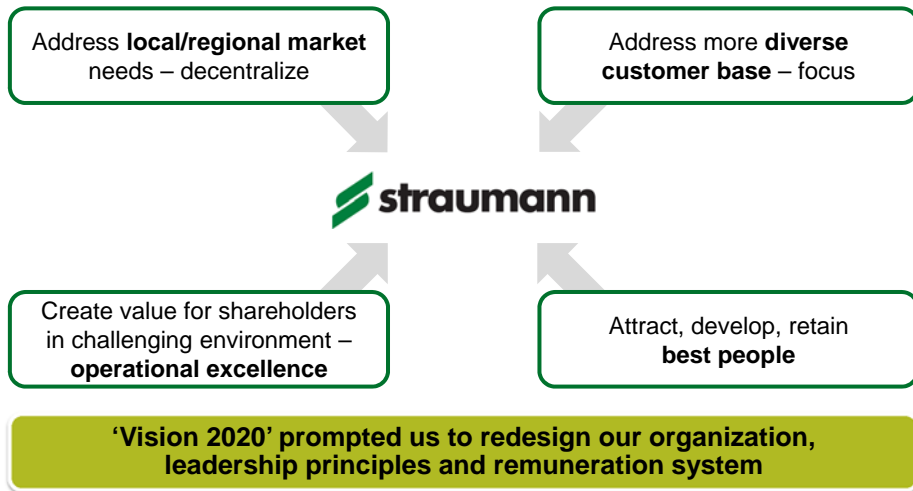 Address local/regional market
needs – decentralize
Address more diverse
customer base – focus
straumann
Create value for shareholders
in challenging environment –
operational excellence
Attract, develop, retain
best people
‘Vision 2020’ prompted us to redesign our organization,
leadership principles and remuneration system